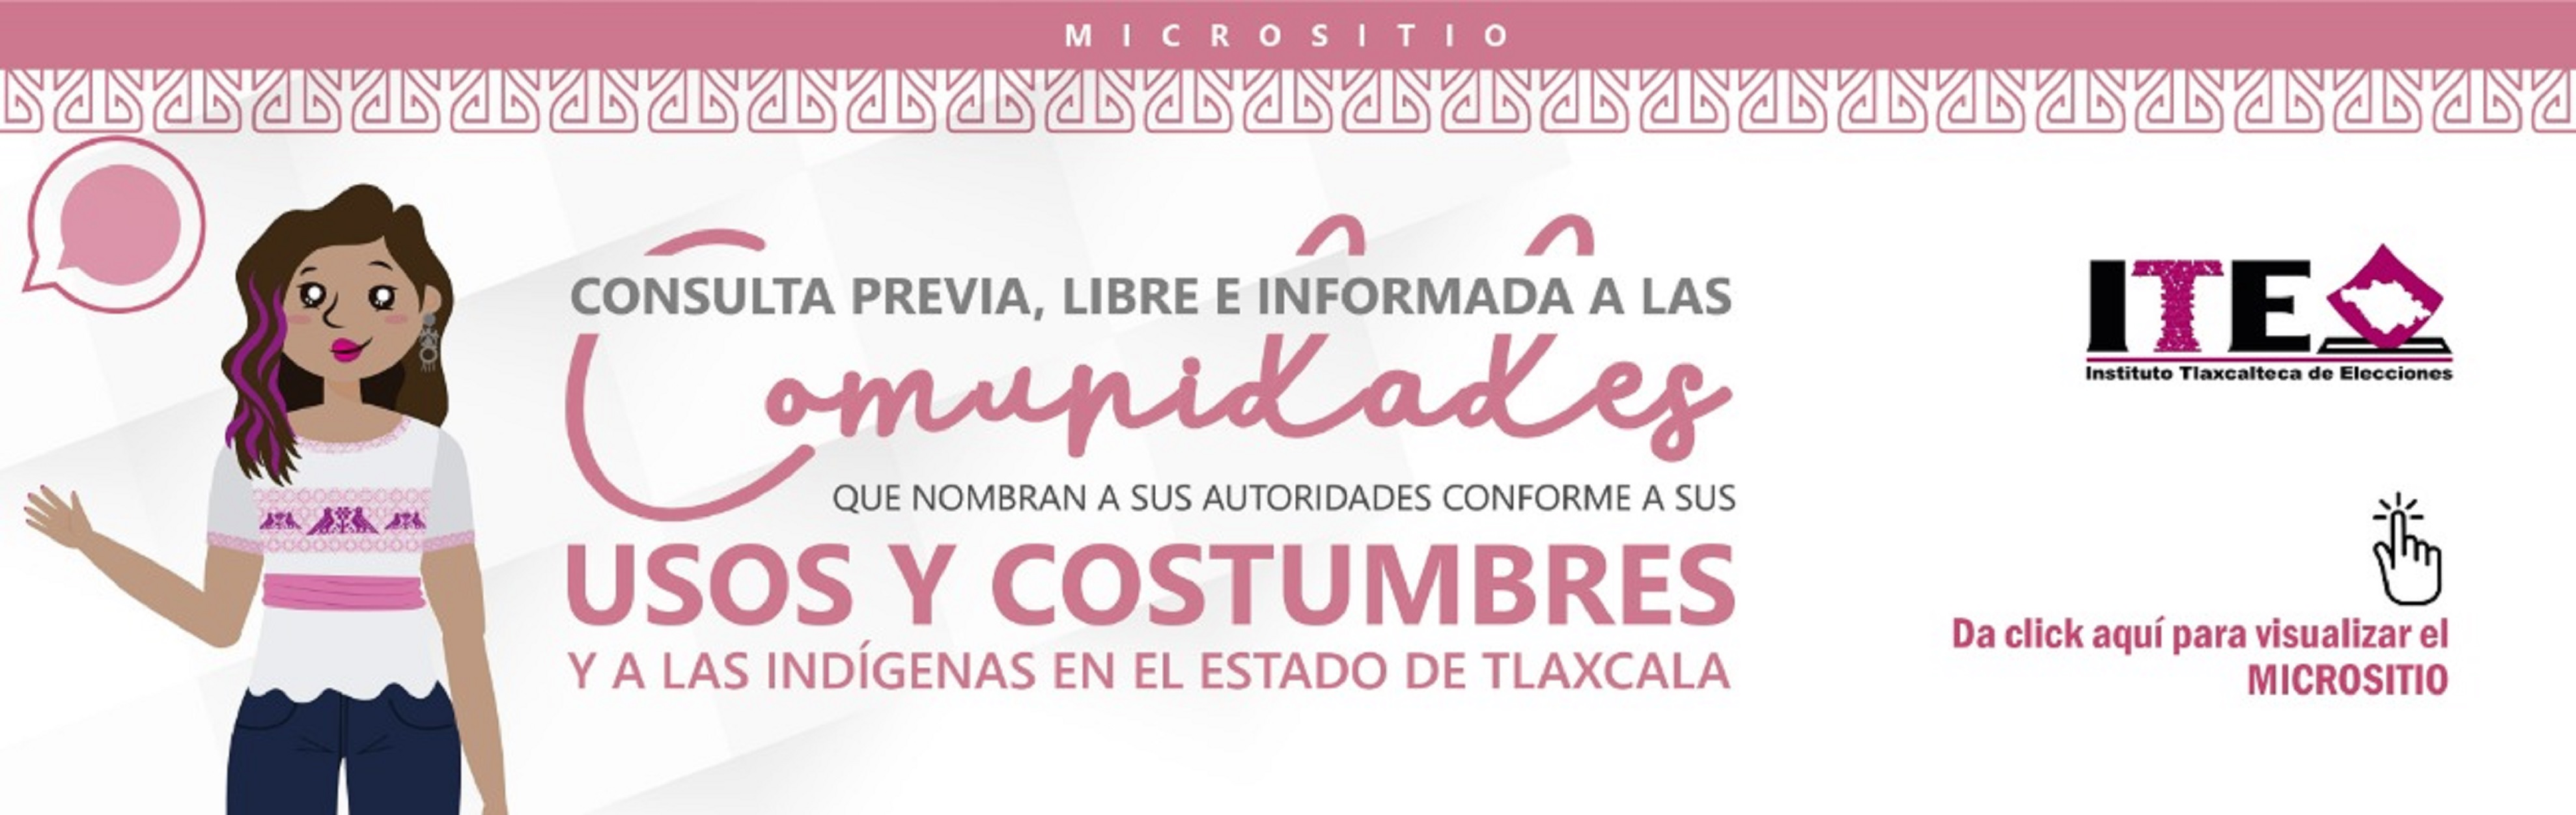 MICROSITIO
CONSULTA PREVIA, LIBRE E INFORMADA A LAS
Comunidades
QUE NOMBRAN A SUS AUTORIDADES CONFORME A SUS
USOS Y COSTUMBRES
Y A LAS INDÍGENAS EN EL ESTADO DE TLAXCALA
ITE
Instituto Tlaxcalteca de Elecciones
Da click aquí para visualizar el
MICROSITIO